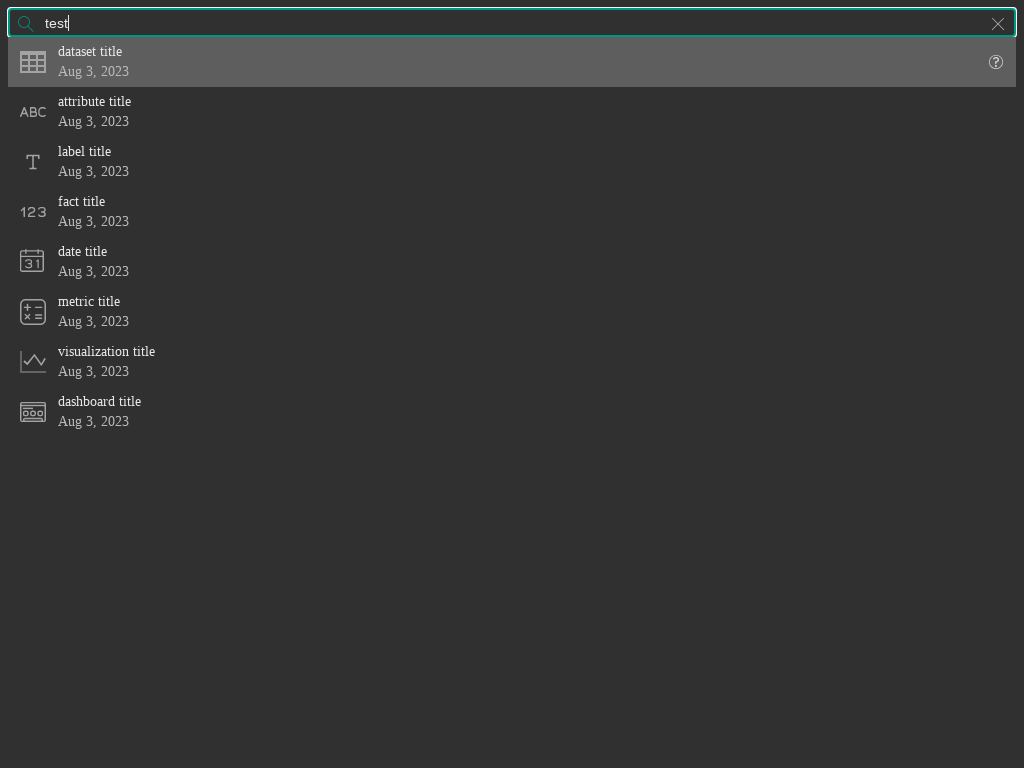 test
dataset title
Aug 3, 2023
?
ABC
attribute title
Aug 3, 2023
T
label title
Aug 3, 2023
123
fact title
Aug 3, 2023
31
date title
Aug 3, 2023
metric title
Aug 3, 2023
visualization title
Aug 3, 2023
dashboard title
Aug 3, 2023